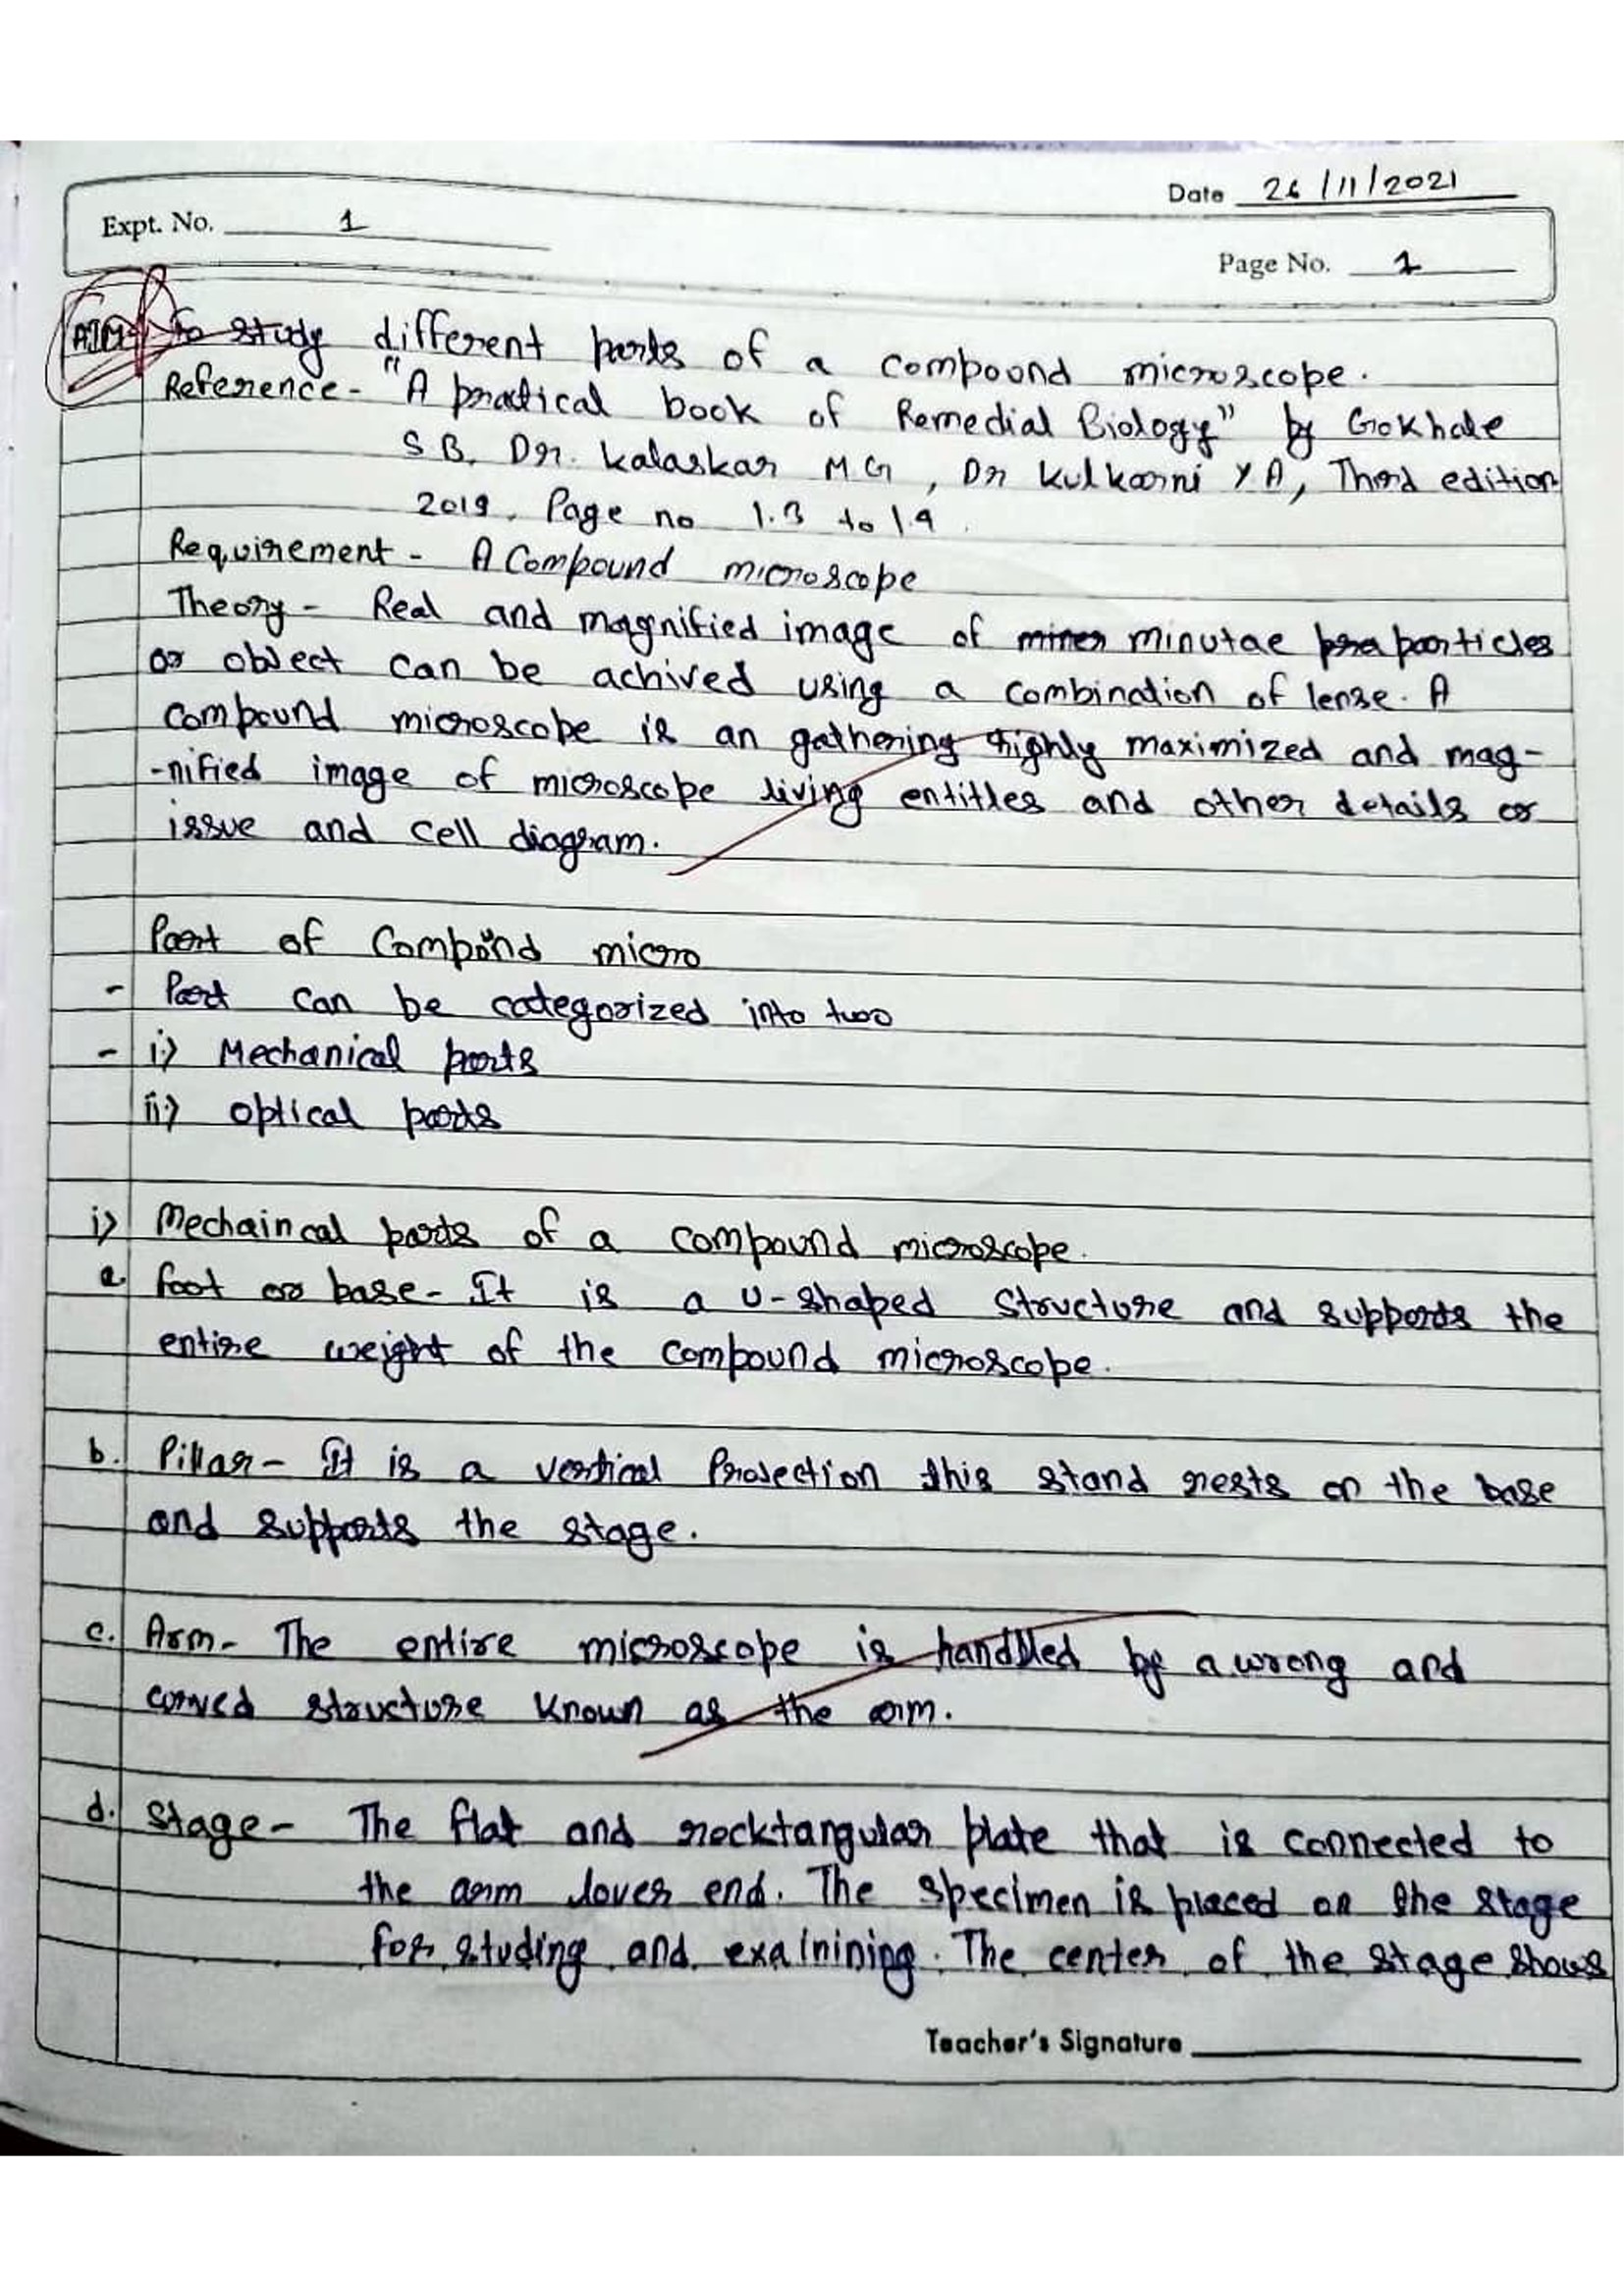 Date 26/11/2021
Expt. No. 1
Page No. 1
AIM- To study different parts of a compound microscope.
Reference - "A practical book of Remedial Biology" by Gokhale
S B, Dr. Kalaskar M G, Dr Kulkarni Y A, Third edition
2019, Page no 1.3 to 1.9.
Requirement - A Compound microscope
Theory - Real and magnified image of miner minutae pra particles
or object can be achived using a combination of lense. A
compound microscope is an gathering highly maximized and mag-
-nified image of microscope living entitles and other details or
issue and cell diagram.
Part of Compound micro
- Part can be categorized into two
- i) Mechanical parts
ii) optical parts
i) Mechaincal parts of a compound microscope.
a. foot or base - It is a U-shaped structure and supports the
entire weight of the compound microscope.
b. Pillar - It is a vertical Projection this stand rests on the base
and supports the stage.
c. Arm - The entire microscope is handled by a wrong and
corved structure known as the arm.
d. Stage - The flat and recktangular plate that is connected to
the arm lover end. The specimen is placed on the stage
for studing and exainining. The center of the stage shows
Teacher's Signature